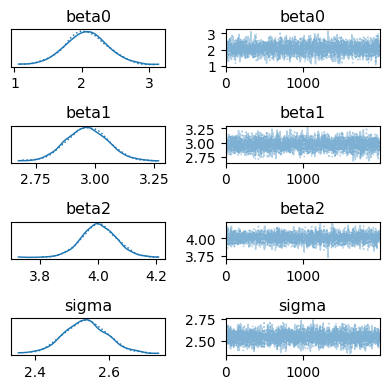 beta0 beta0
3
2
1
1 2 3 0 1000
beta1 beta1
3.25
3.00
2.75
2.75 3.00 3.25 0 1000
beta2 beta2
4.00
3.75
3.8 4.0 4.2 0 1000
sigma sigma
2.75
2.50
2.4 2.6 0 1000